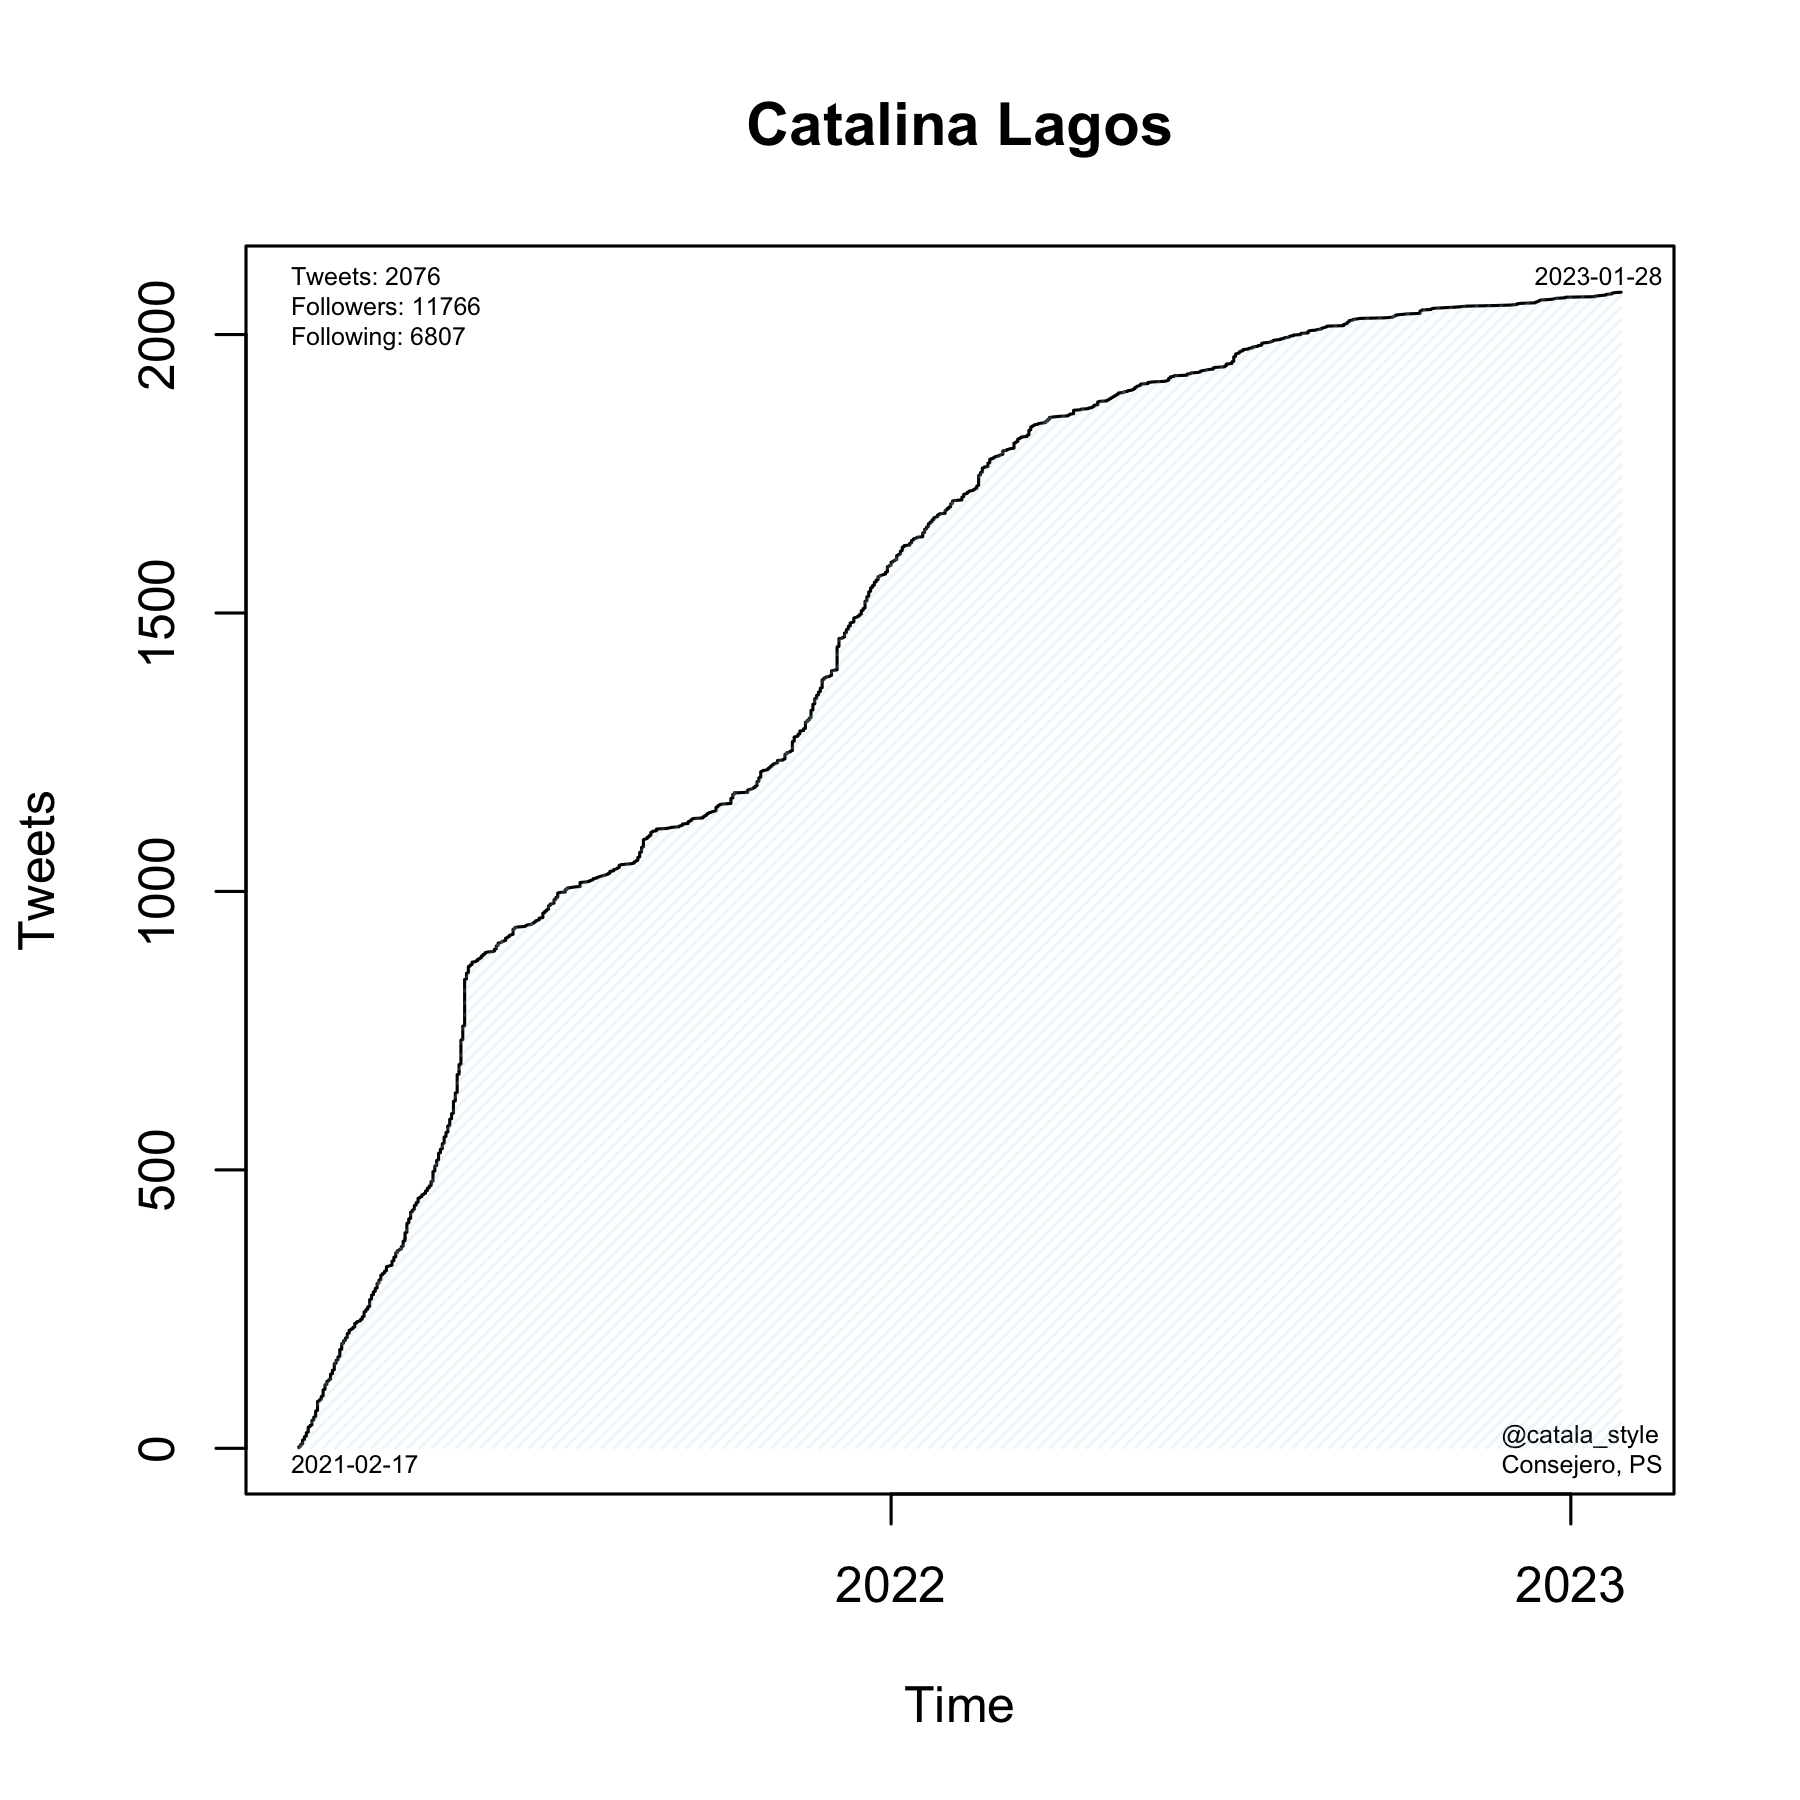 Catalina Lagos
Tweets: 2076
Followers: 11766
Following: 6807
2023-01-28
2000
1500
1000
500
0
Tweets
2021-02-17
@catala_style
Consejero, PS
2022
2023
Time